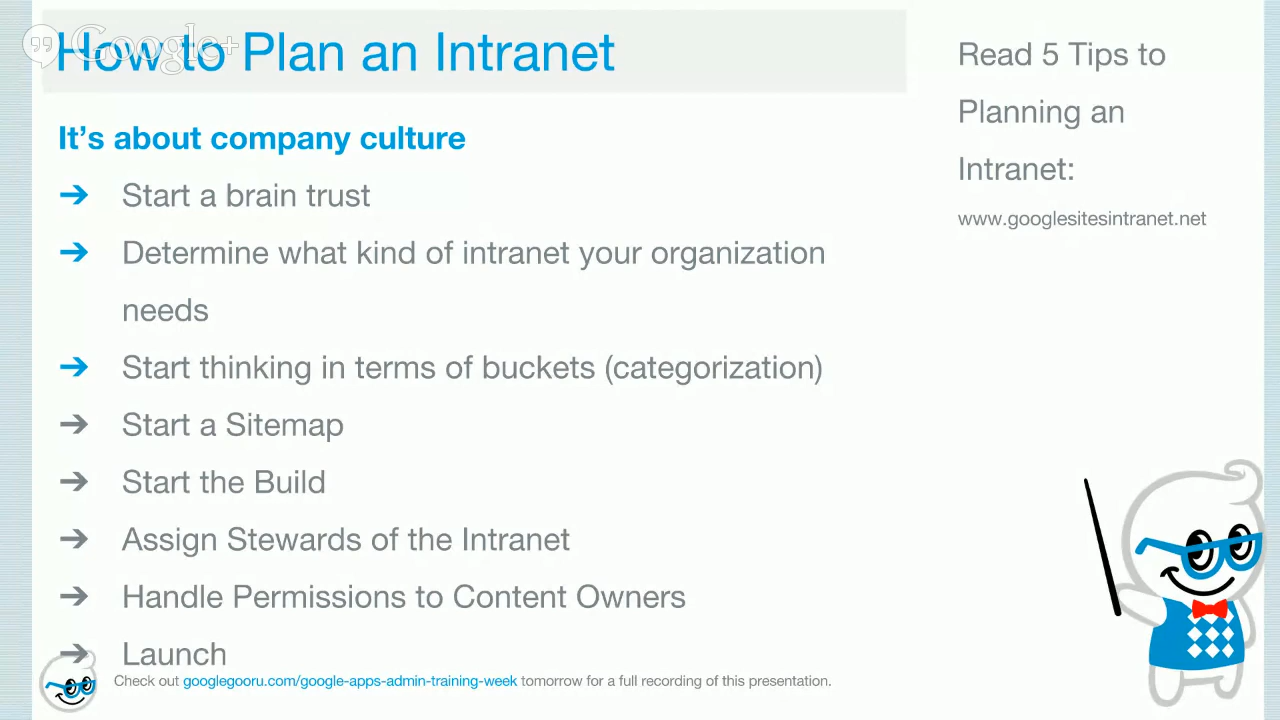 Google+
How to Plan an Intranet
It's about company culture
➔ Start a brain trust
➔ Determine what kind of intranet your organization
needs
➔ Start thinking in terms of buckets (categorization)
➔ Start a Sitemap
➔ Start the Build
➔ Assign Stewards of the Intranet
➔ Handle Permissions to Content Owners
➔ Launch
Check out googlegooru.com/google-apps-admin-training-week tomorrow for a full recording of this presentation.
Read 5 Tips to
Planning an
Intranet:
www.googlesitesintranet.net